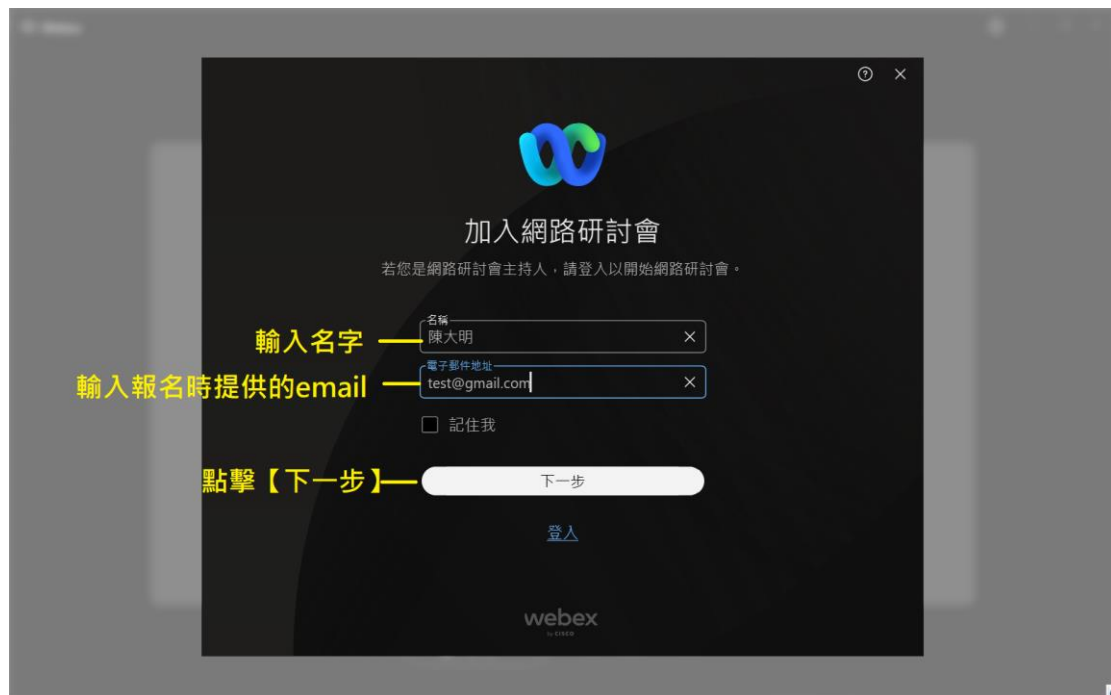 加入網路研討會
若您是網路研討會主持人，請登入以開始網路研討會。
名稱
輸入名字
陳大明
電子郵件地址
輸入報名時提供的email
test@gmail.com
記住我
點擊【下一步】
下一步
登入
webex
by CISCO